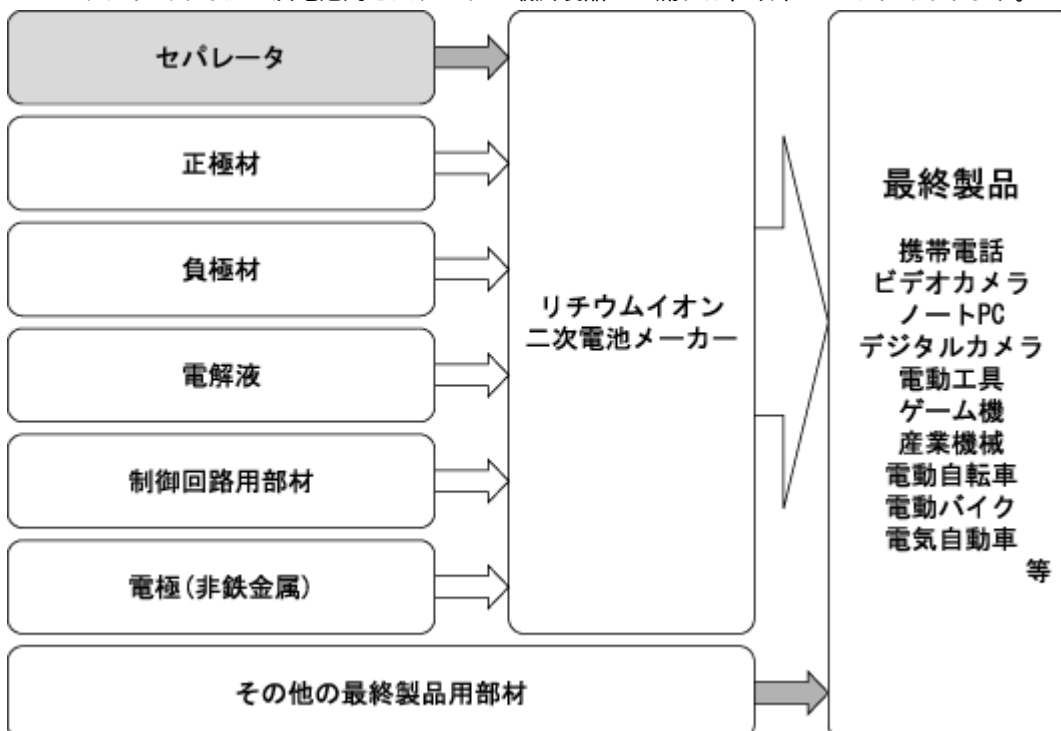 セパレータ
正極材
負極材
電解液
制御回路用部材
電極(非鉄金属)
その他の最終製品用部材
リチウムイオン
二次電池メーカー
最終製品
携帯電話
ビデオカメラ
ノートPC
デジタルカメラ
電動工具
ゲーム機
産業機械
電動自転車
電動バイク
電気自動車
等